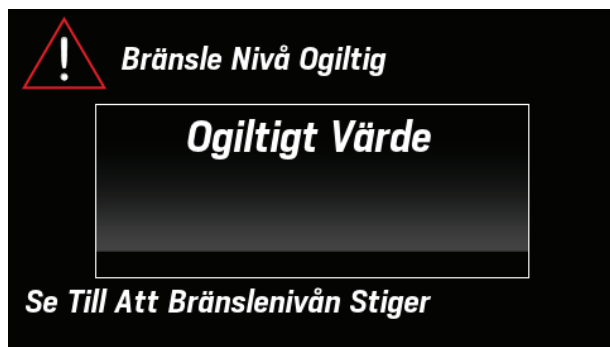 Bränsle Nivå Ogiltig
Ogiltigt Värde
Se Till Att Bränslenivån Stiger